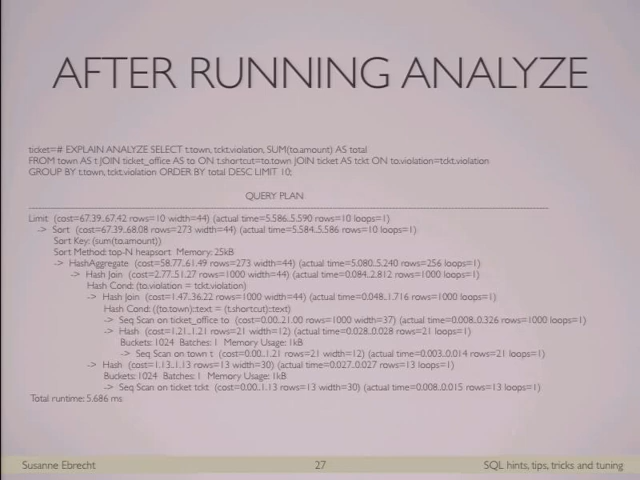 AFTER RUNNING ANALYZE
ticket=# EXPLAIN ANALYZE SELECT t.town, tckt.violation, SUM(to.amount) AS total
FROM town AS t JOIN ticket_office AS to ON t.shortcut=to.town JOIN ticket AS tckt ON to.violation=tckt.violation
GROUP BY t.town, tckt.violation ORDER BY total DESC LIMIT 10;
QUERY PLAN
Limit (cost=67.39..67.42 rows=10 width=44) (actual time=5.586..5.590 rows=10 loops=1)
-> Sort (cost=67.39..68.08 rows=273 width=44) (actual time=5.584..5.586 rows=10 loops=1)
Sort Key: (sum(to.amount))
Sort Method: top-N heapsort Memory: 25kB
-> HashAggregate (cost=58.77..61.49 rows=273 width=44) (actual time=5.080..5.240 rows=256 loops=1)
-> Hash Join (cost=2.77..51.27 rows=1000 width=44) (actual time=0.084..2.812 rows=1000 loops=1)
Hash Cond: (to.violation = tckt.violation)
-> Hash Join (cost=1.47..36.22 rows=1000 width=44) (actual time=0.048..1.716 rows=1000 loops=1)
Hash Cond: ((to.town)::text = (t.shortcut)::text)
-> Seq Scan on ticket_office to (cost=0.00..21.00 rows=1000 width=37) (actual time=0.008..0.326 rows=1000 loops=1)
-> Hash (cost=1.21..1.21 rows=21 width=12) (actual time=0.028..0.028 rows=21 loops=1)
Buckets: 1024 Batches: 1 Memory Usage: 1kB
-> Seq Scan on town t (cost=0.00..1.21 rows=21 width=12) (actual time=0.003..0.014 rows=21 loops=1)
-> Hash (cost=1.13..1.13 rows=13 width=30) (actual time=0.027..0.027 rows=13 loops=1)
Buckets: 1024 Batches: 1 Memory Usage: 1kB
-> Seq Scan on ticket tckt (cost=0.00..1.13 rows=13 width=30) (actual time=0.008..0.015 rows=13 loops=1)
Total runtime: 5.686 ms
Susanne Ebrecht
27
SQL hints, tips, tricks and tuning